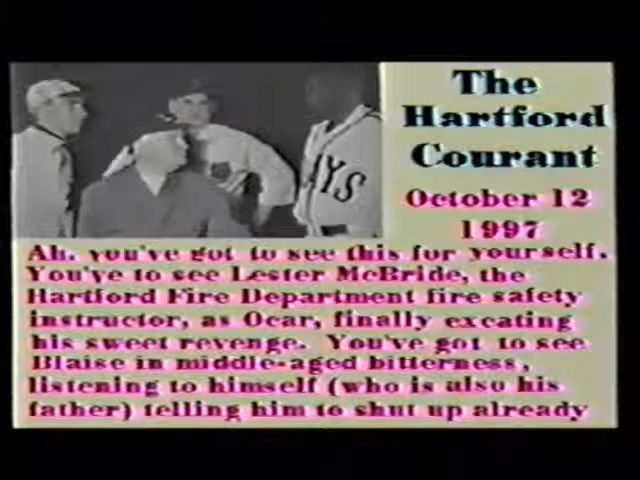 The
Hartford
Courant
October 12
1997
AYS
Ah. you've got to see this for yourself.
You've to see Lester McBride, the
Hartford Fire Department fire safety
instructor, as Ocar, finally excating
his sweet revenge. You've got to see
Blaise in middle-aged bitterness,
listening to himself (who is also his
father) telling him to shut up already